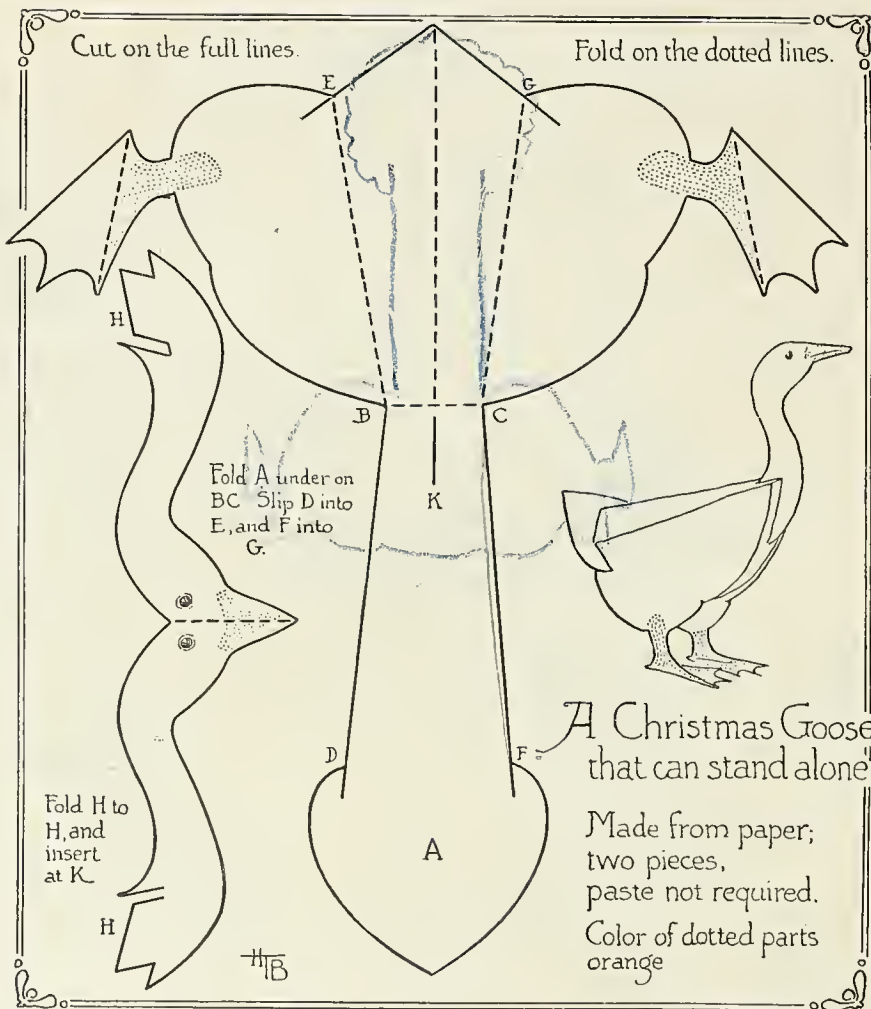 Cut on the full lines.
Fold on the dotted lines.
E
G
H
B
C
Fold A under on
BC Slip D into
E, and F into
G.
K
D
F
A Christmas Goose
that can stand alone"
Fold H to
H, and
insert
at K
A
Made from paper;
two pieces,
paste not required.
Color of dotted parts
orange
H
HTB